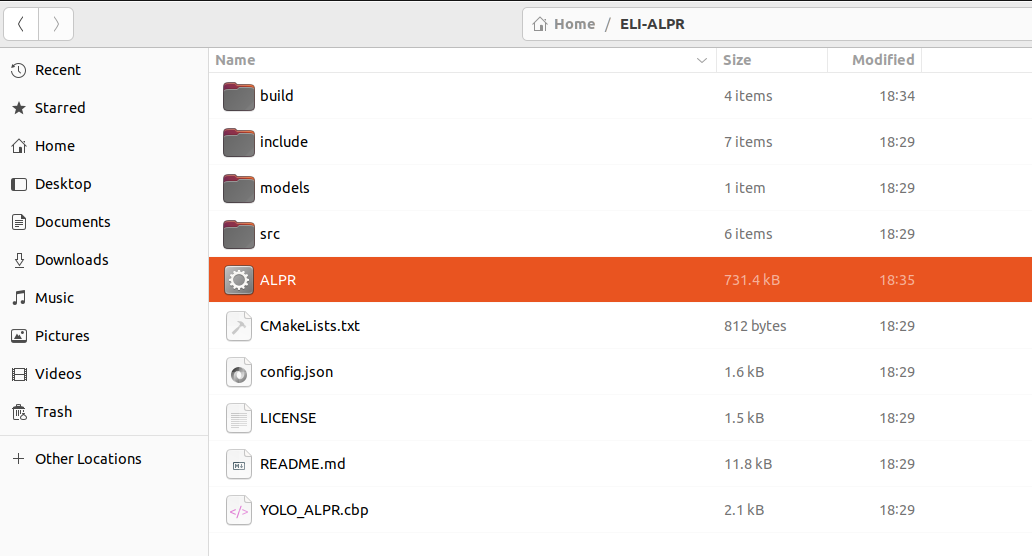 Home / ELI-ALPR
Name Size Modified
Recent
Starred
Home
Desktop
Documents
Downloads
Music
Pictures
Videos
Trash
Other Locations
build 4 items 18:34
include 7 items 18:29
models 1 item 18:29
src 6 items 18:29
ALPR 731.4 kB 18:35
CMakeLists.txt 812 bytes 18:29
config.json 1.6 kB 18:29
LICENSE 1.5 kB 18:29
README.md 11.8 kB 18:29
YOLO_ALPR.cbp 2.1 kB 18:29